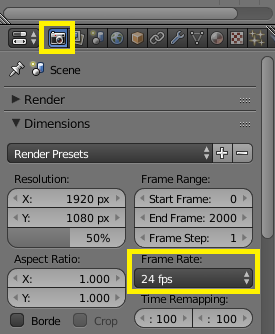 Scene
Render
Dimensions
Render Presets
Resolution: Frame Range:
X: 1920 px Start Frame: 0
Y: 1080 px End Frame: 2000
50% Frame Step: 1
Aspect Ratio: Frame Rate:
X: 1.000 24 fps
Y: 1.000 Time Remapping:
Borde Crop : 100 : 100